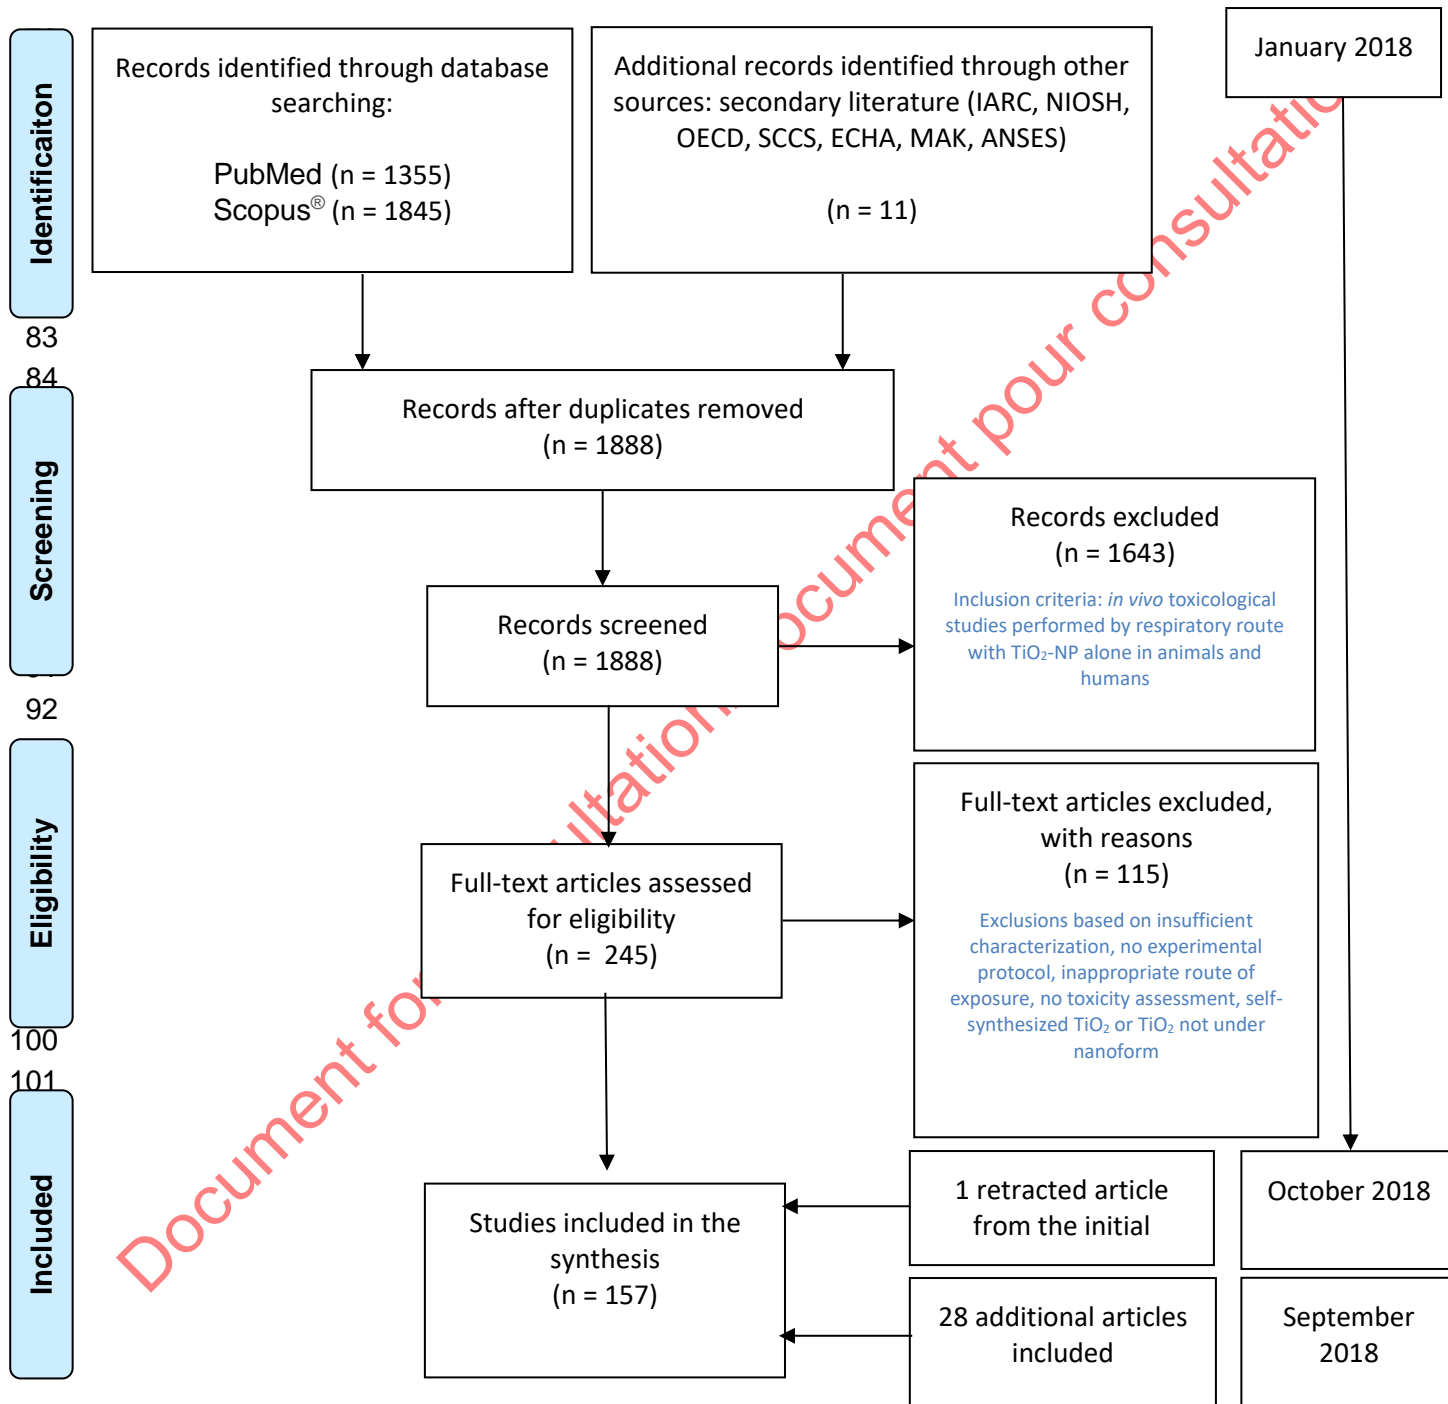 Identificaiton
Records identified through database
searching:
PubMed (n = 1355)
Scopus® (n = 1845)
Additional records identified through other
sources: secondary literature (IARC, NIOSH,
OECD, SCCS, ECHA, MAK, ANSES)
(n = 11)
January 2018
83
84
Screening
Records after duplicates removed
(n = 1888)
Records screened
(n = 1888)
Records excluded
(n = 1643)
Inclusion criteria: in vivo toxicological
studies performed by respiratory route
with TiO₂-NP alone in animals and
humans
92
Eligibility
Full-text articles assessed
for eligibility
(n = 245)
Full-text articles excluded,
with reasons
(n = 115)
Exclusions based on insufficient
characterization, no experimental
protocol, inappropriate route of
exposure, no toxicity assessment, self-
synthesized TiO₂ or TiO₂ not under
nanoform
100
101
Included
Studies included in the
synthesis
(n = 157)
1 retracted article
from the initial
October 2018
28 additional articles
included
September
2018
Document for consultation
ocument pour consultatio